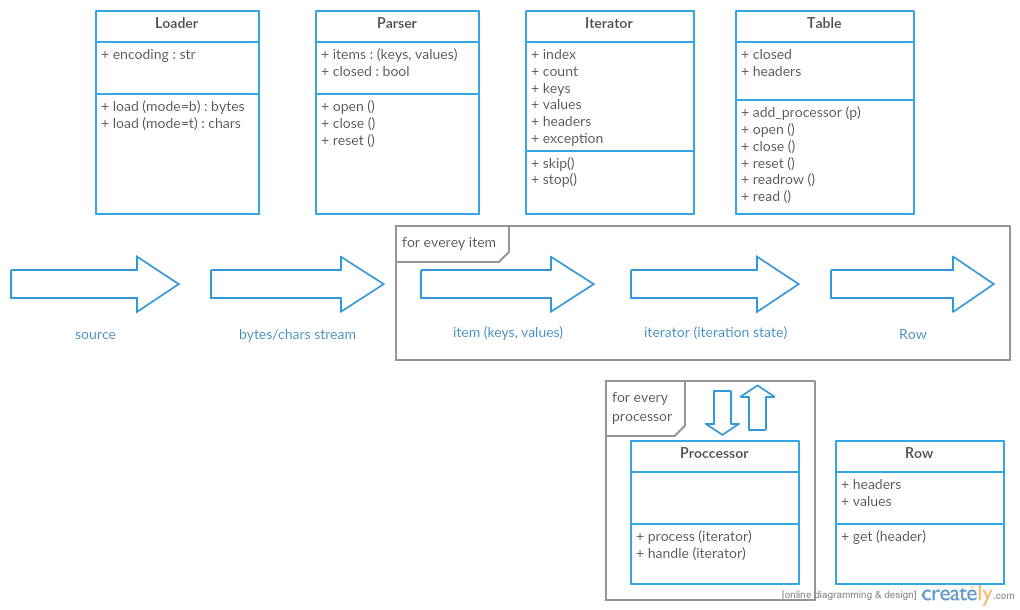 Loader
+ encoding : str
+ load (mode=b) : bytes
+ load (mode=t) : chars
Parser
+ items : (keys, values)
+ closed : bool
+ open ()
+ close ()
+ reset ()
Iterator
+ index
+ count
+ keys
+ values
+ headers
+ exception
+ skip()
+ stop()
Table
+ closed
+ headers
+ add_processor (p)
+ open ()
+ close ()
+ reset ()
+ readrow ()
+ read ()
for everey item
source
bytes/chars stream
item (keys, values)
iterator (iteration state)
Row
for every
processor
Proccessor
+ process (iterator)
+ handle (iterator)
Row
+ headers
+ values
+ get (header)
[online diagramming & design] creately.com